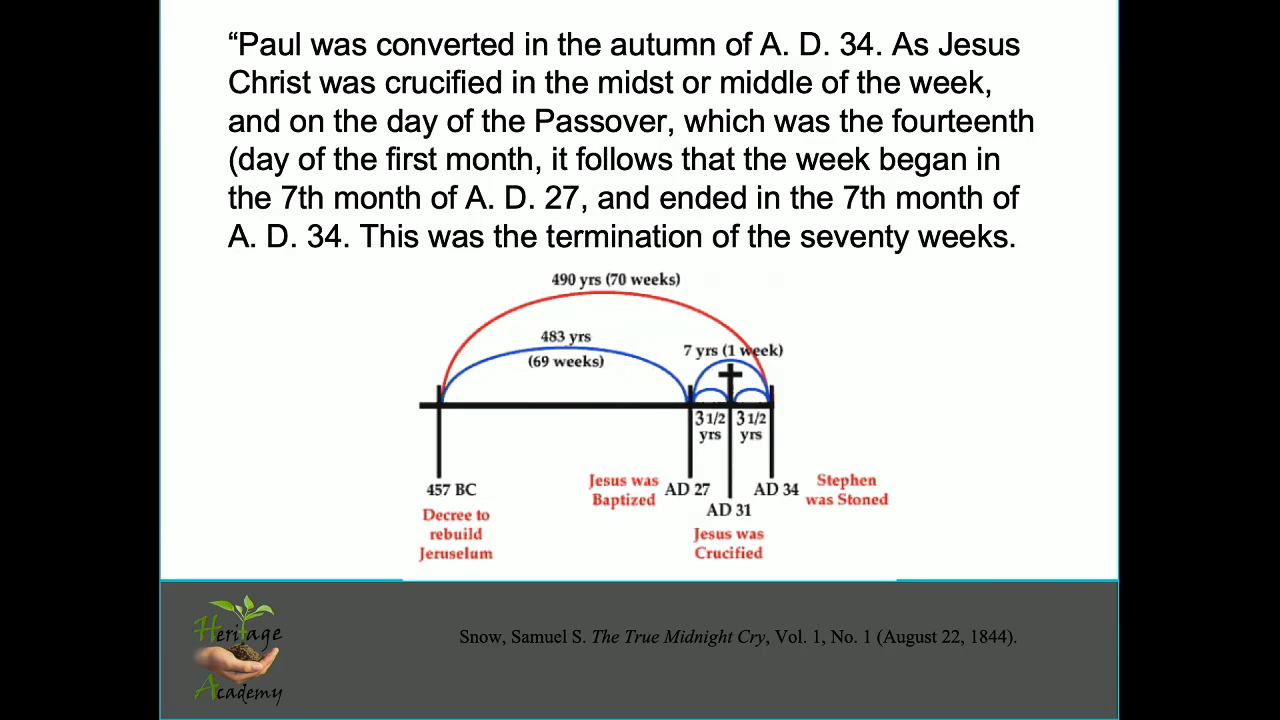 “Paul was converted in the autumn of A. D. 34. As Jesus
Christ was crucified in the midst or middle of the week,
and on the day of the Passover, which was the fourteenth
(day of the first month, it follows that the week began in
the 7th month of A. D. 27, and ended in the 7th month of
A. D. 34. This was the termination of the seventy weeks.
490 yrs (70 weeks)
483 yrs
(69 weeks)
7 yrs (1 week)
3 1/2
yrs
3 1/2
yrs
457 BC
Decree to
rebuild
Jeruselum
Jesus was
Baptized
AD 27
AD 31
Jesus was
Crucified
AD 34
Stephen
was Stoned
Heritage
Academy
Snow, Samuel S. The True Midnight Cry, Vol. 1, No. 1 (August 22, 1844).